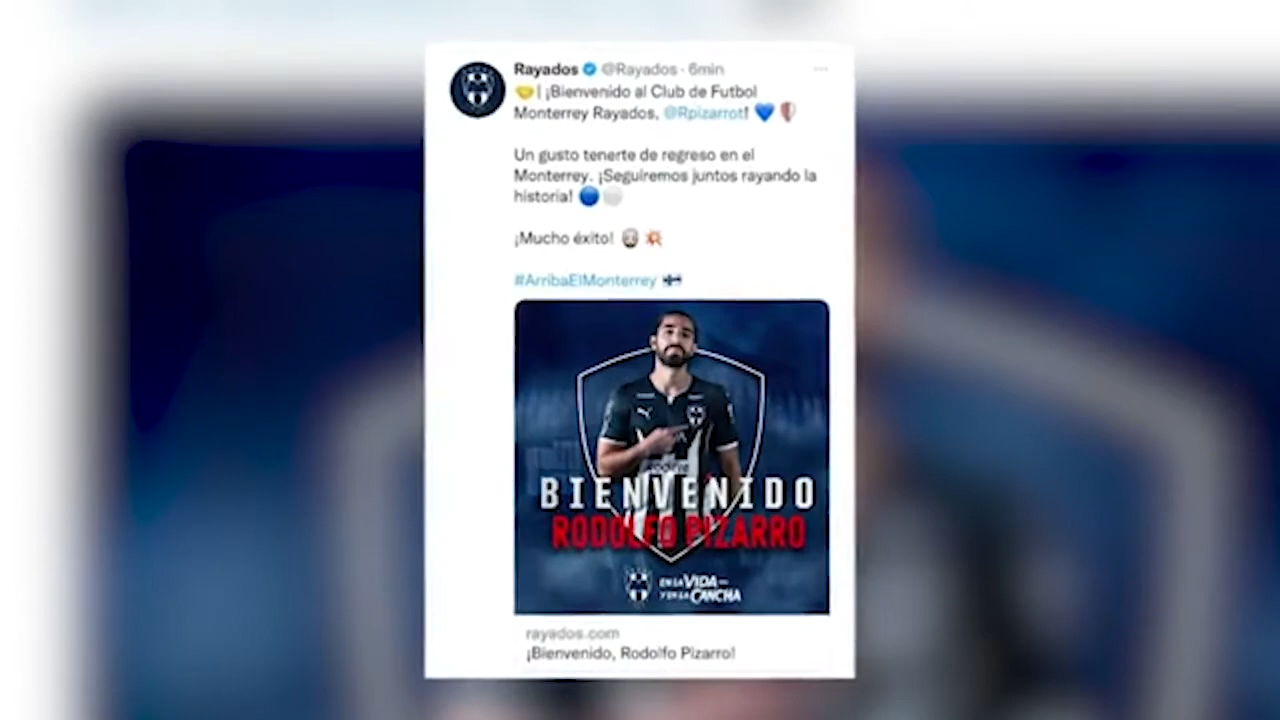 Rayados @Rayados · 6min
| ¡Bienvenido al Club de Futbol
Monterrey Rayados, @Rpizarrot!
Un gusto tenerte de regreso en el
Monterrey. ¡Seguiremos juntos rayando la
historia!
¡Mucho éxito!
#ArribaElMonterrey
BIENVENIDO
RODOLFO PIZARRO
EN LA VIDA
Y EN LA CANCHA
rayados.com
¡Bienvenido, Rodolfo Pizarro!